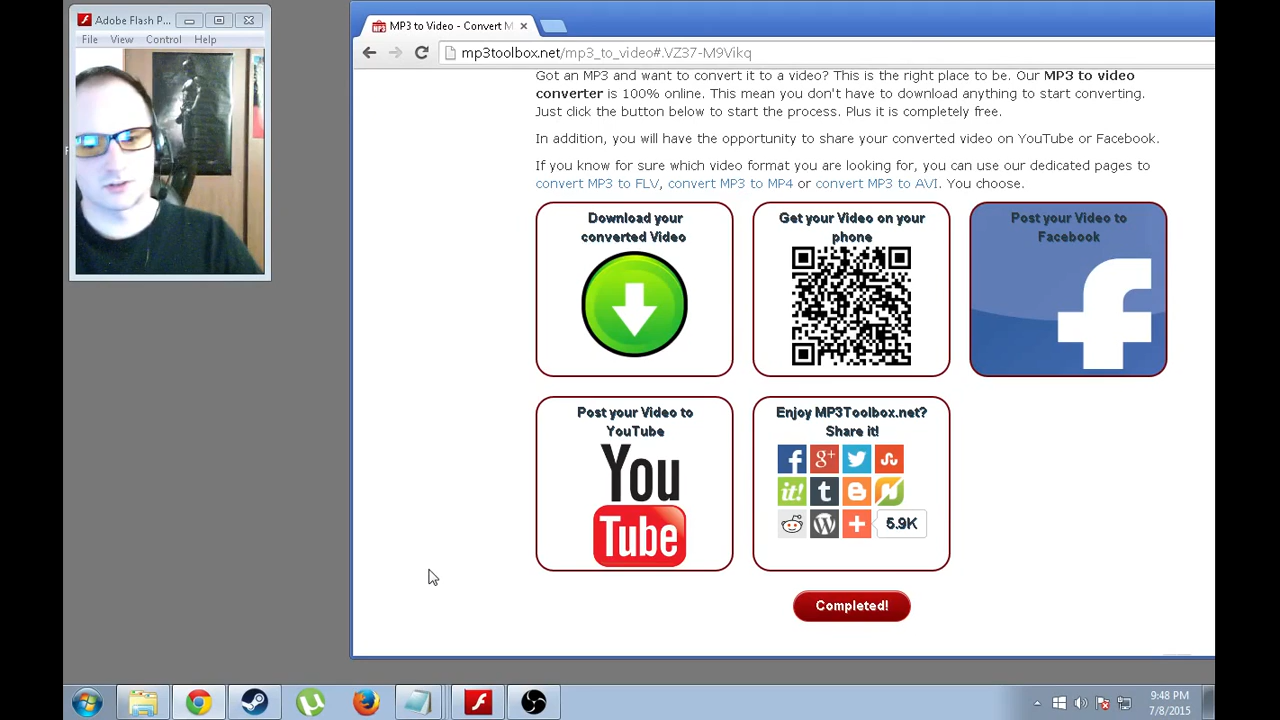 Adobe Flash P...
File View Control Help
MP3 to Video - Convert M
mp3toolbox.net/mp3_to_video#.VZ37-M9Vikq
Got an MP3 and want to convert it to a video? This is the right place to be. Our MP3 to video
converter is 100% online. This mean you don't have to download anything to start converting.
Just click the button below to start the process. Plus it is completely free.
In addition, you will have the opportunity to share your converted video on YouTube or Facebook.
If you know for sure which video format you are looking for, you can use our dedicated pages to
convert MP3 to FLV, convert MP3 to MP4 or convert MP3 to AVI. You choose.
Download your
converted Video
Get your Video on your
phone
Post your Video to
Facebook
f
Post your Video to
YouTube
You
Tube
Enjoy MP3Toolbox.net?
Share it!
f g+
it! t
5.9K
Completed!
9:48 PM
7/8/2015